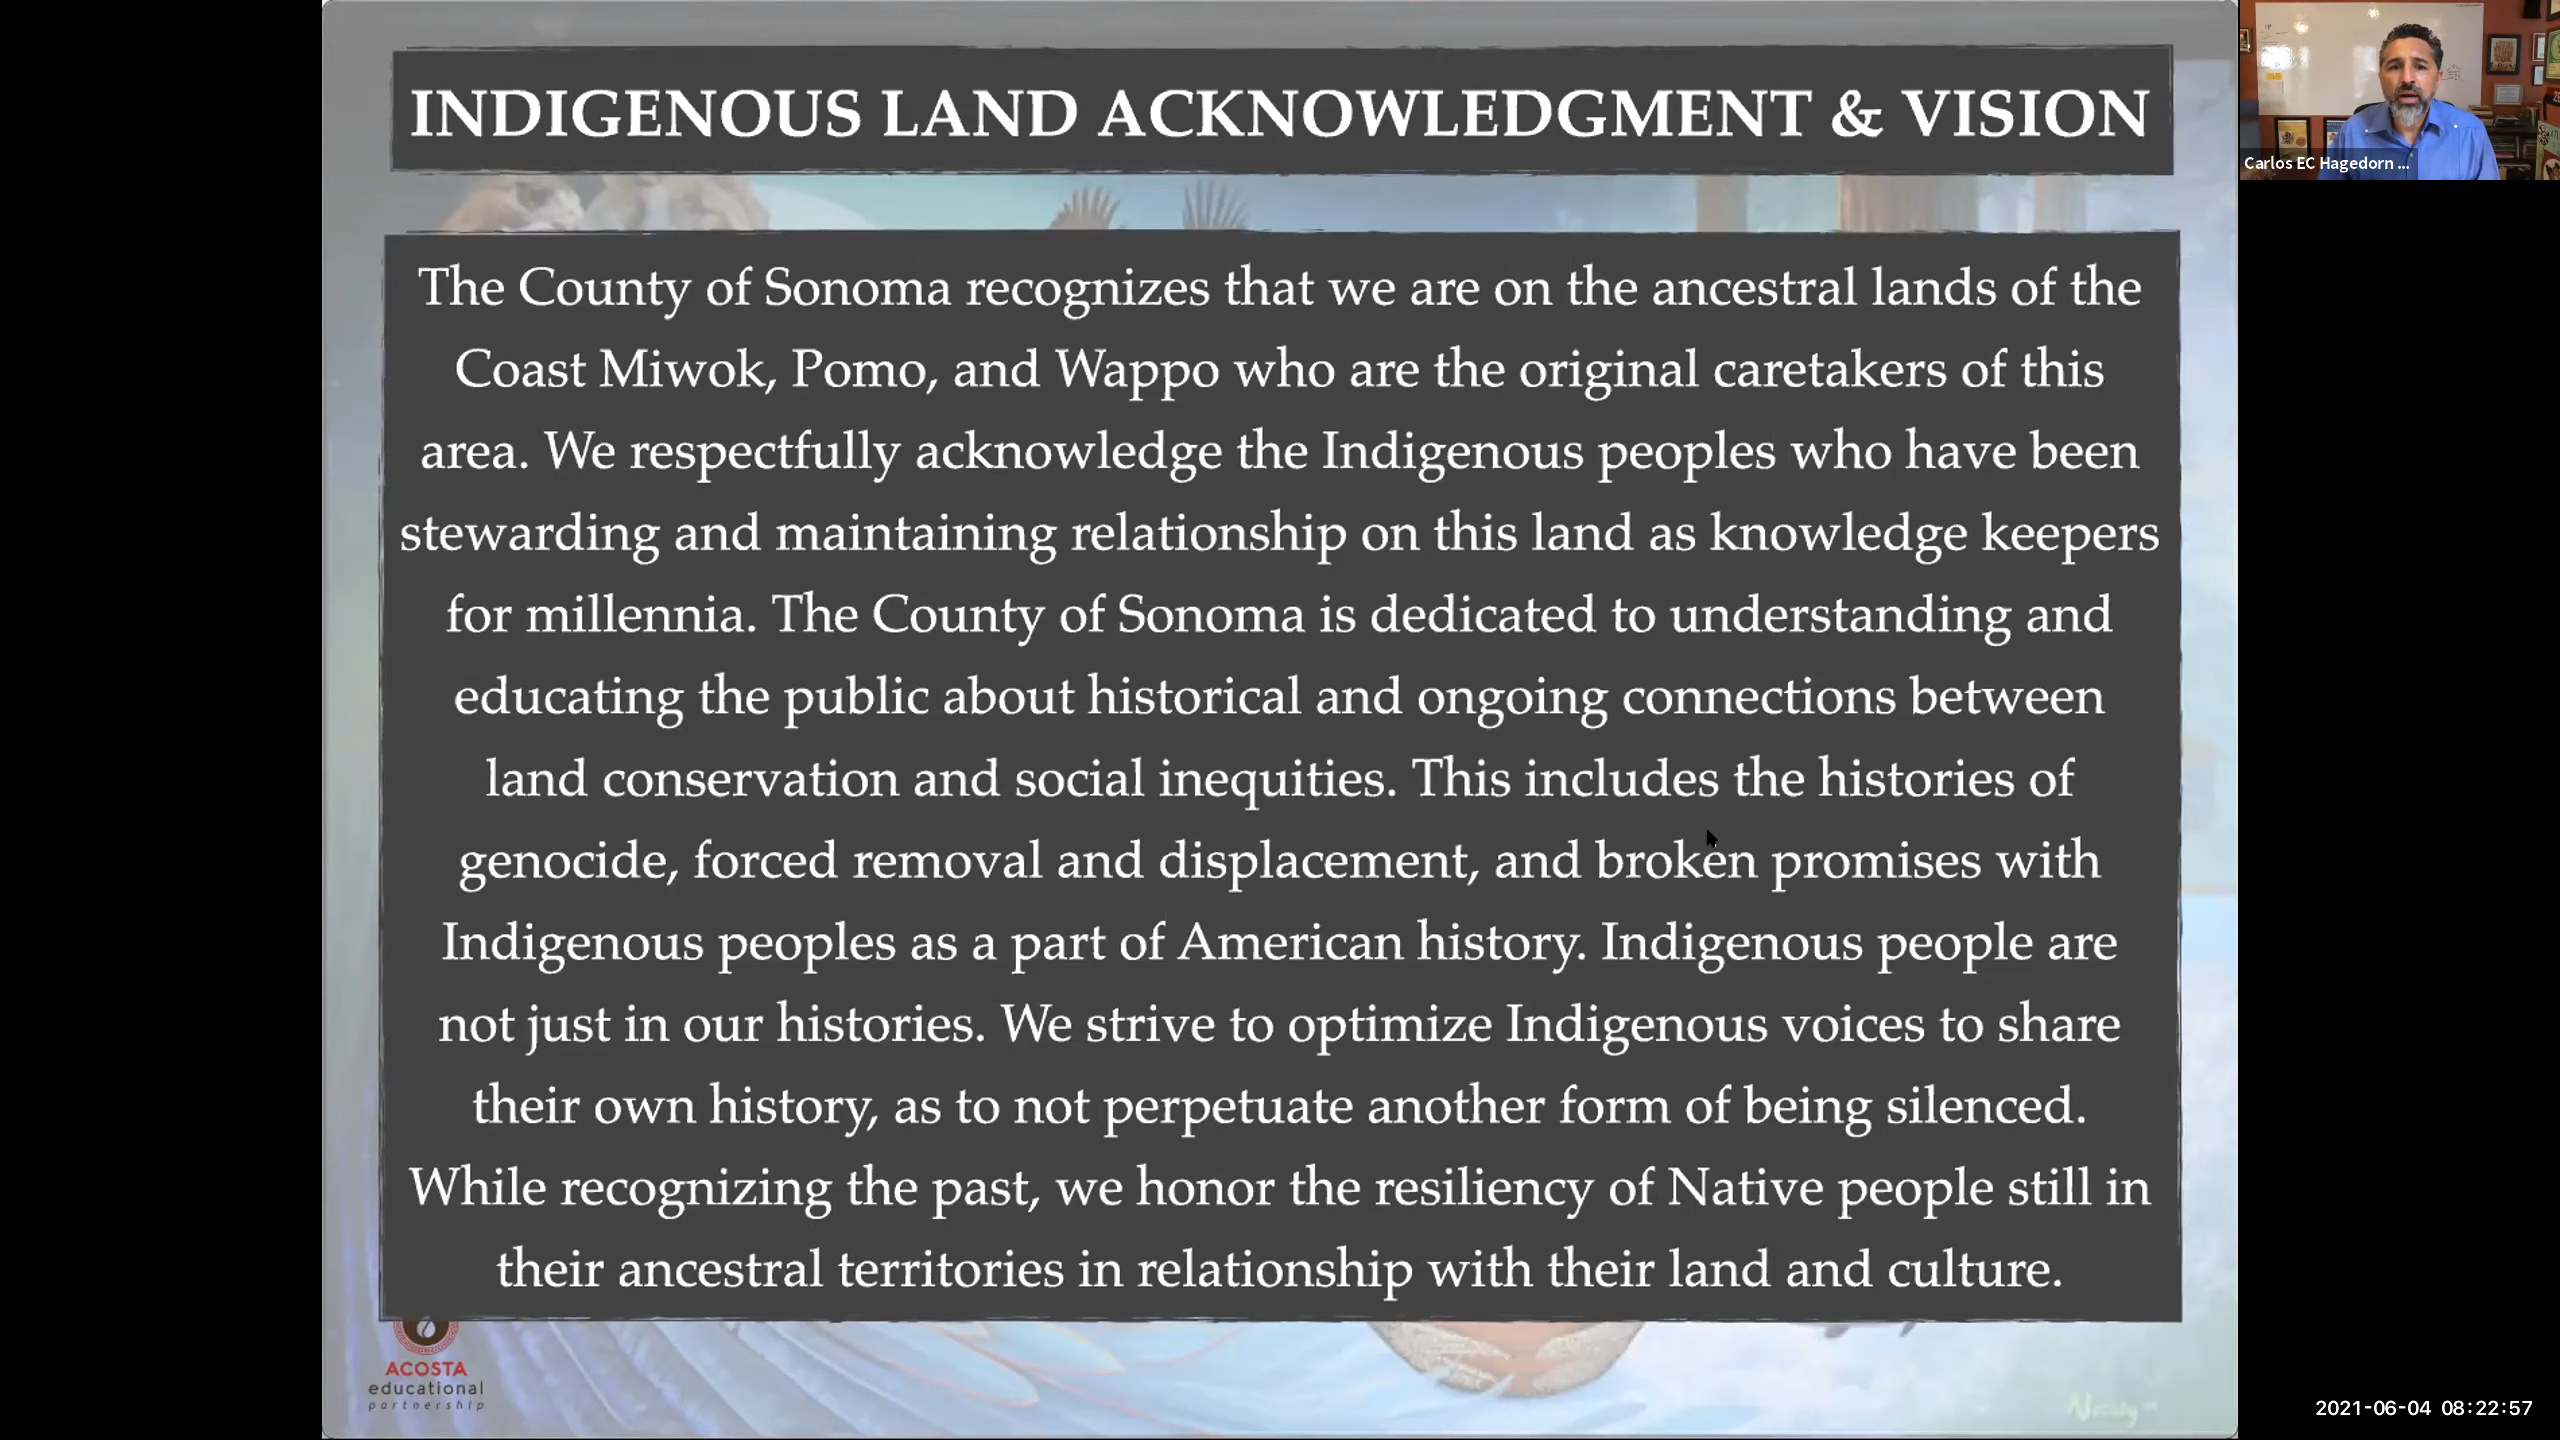 INDIGENOUS LAND ACKNOWLEDGMENT & VISION
The County of Sonoma recognizes that we are on the ancestral lands of the
Coast Miwok, Pomo, and Wappo who are the original caretakers of this
area. We respectfully acknowledge the Indigenous peoples who have been
stewarding and maintaining relationship on this land as knowledge keepers
for millennia. The County of Sonoma is dedicated to understanding and
educating the public about historical and ongoing connections between
land conservation and social inequities. This includes the histories of
genocide, forced removal and displacement, and broken promises with
Indigenous peoples as a part of American history. Indigenous people are
not just in our histories. We strive to optimize Indigenous voices to share
their own history, as to not perpetuate another form of being silenced.
While recognizing the past, we honor the resiliency of Native people still in
their ancestral territories in relationship with their land and culture.
ACOSTA
educational
partnership
Carlos EC Hagedorn ...
2021-06-04 08:22:57